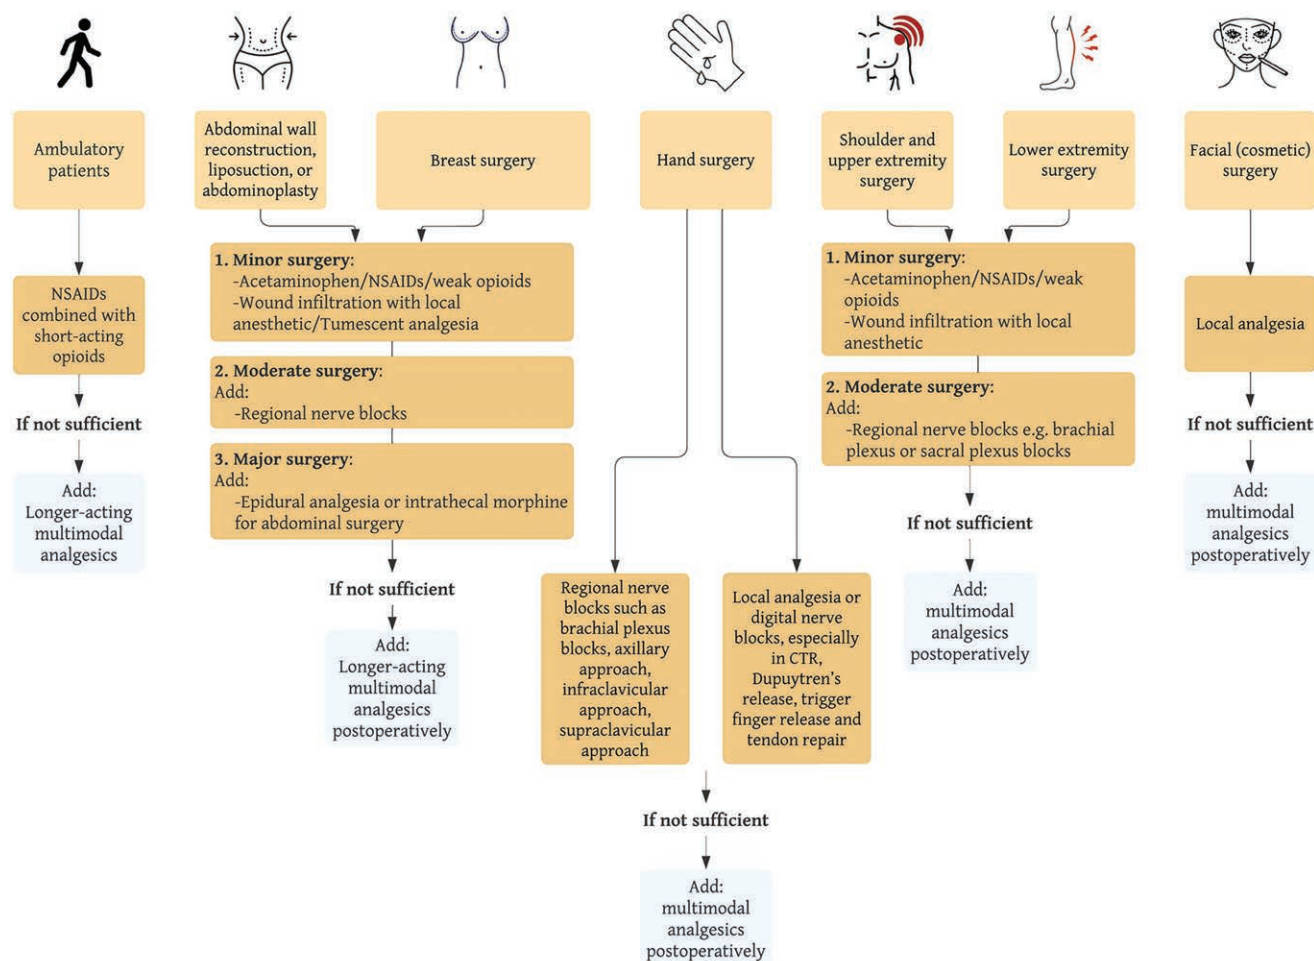 Ambulatory
patients
NSAIDs
combined with
short-acting
opioids
If not sufficient
Add:
Longer-acting
multimodal
analgesics
Abdominal wall
reconstruction,
liposuction, or
abdominoplasty
Breast surgery
1. Minor surgery:
-Acetaminophen/NSAIDs/weak opioids
-Wound infiltration with local
anesthetic/Tumescent analgesia
2. Moderate surgery:
Add:
-Regional nerve blocks
3. Major surgery:
Add:
-Epidural analgesia or intrathecal morphine
for abdominal surgery
If not sufficient
Add:
Longer-acting
multimodal
analgesics
postoperatively
Hand surgery
Regional nerve
blocks such as
brachial plexus
blocks, axillary
approach,
infraclavicular
approach,
supraclavicular
approach
Local analgesia or
digital nerve
blocks, especially
in CTR,
Dupuytren's
release, trigger
finger release and
tendon repair
If not sufficient
Add:
multimodal
analgesics
postoperatively
Shoulder and
upper extremity
surgery
Lower extremity
surgery
1. Minor surgery:
-Acetaminophen/NSAIDs/weak
opioids
-Wound infiltration with local
anesthetic
2. Moderate surgery:
Add:
-Regional nerve blocks e.g. brachial
plexus or sacral plexus blocks
If not sufficient
Add:
multimodal
analgesics
postoperatively
Facial (cosmetic)
surgery
Local analgesia
If not sufficient
Add:
multimodal
analgesics
postoperatively